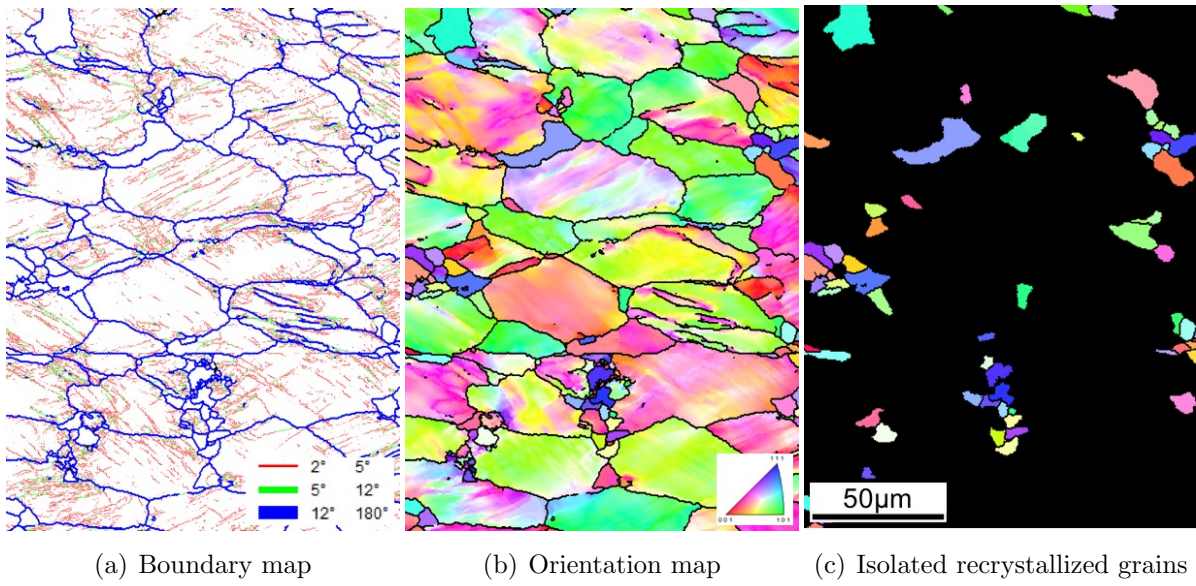 2° 5°
5° 12°
12° 180°
111
001 101
50μm
(a) Boundary map
(b) Orientation map
(c) Isolated recrystallized grains